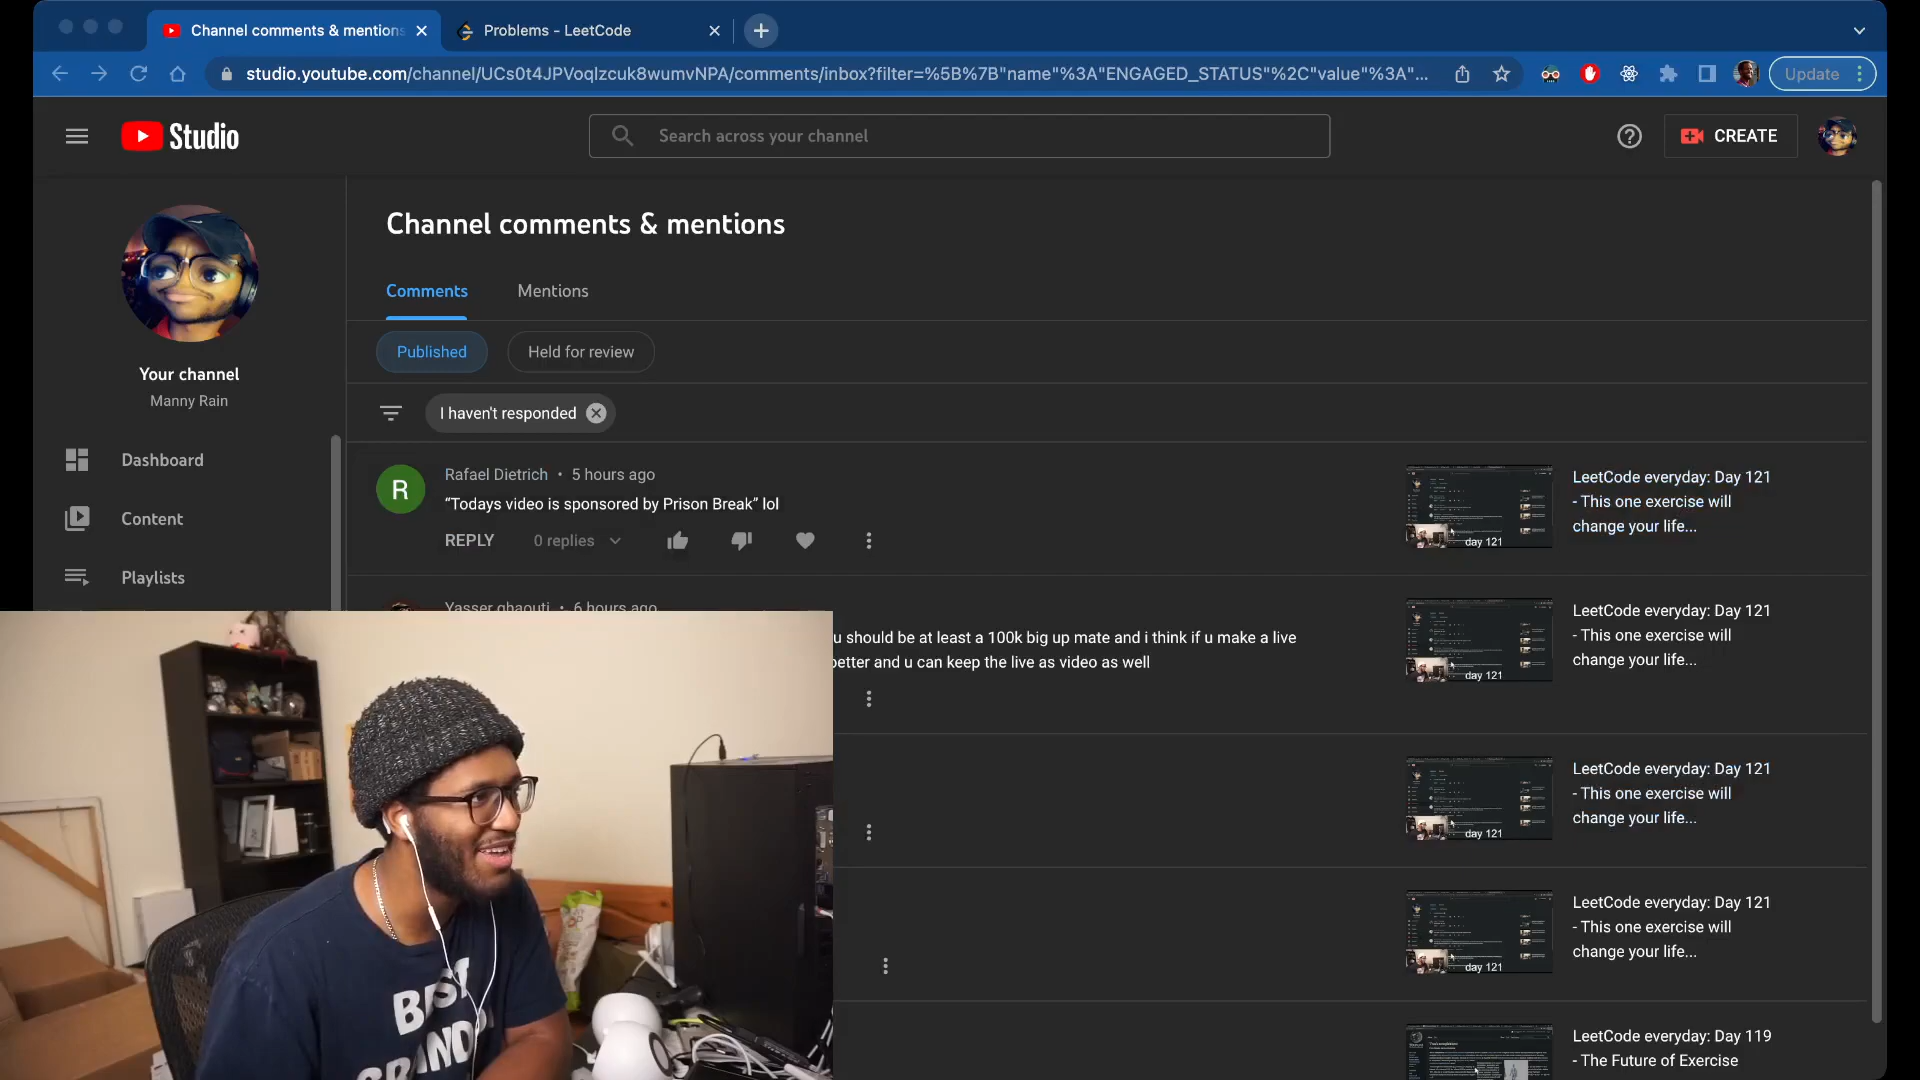 Channel comments & mentions
Problems - LeetCode
studio.youtube.com/channel/UCs0t4JPVoqlzcuk8wumvNPA/comments/inbox?filter=%5B%7B"name"%3A"ENGAGED_STATUS"%2C"value"%3A"...
Update
Studio
Search across your channel
CREATE
Your channel
Manny Rain
Dashboard
Content
Playlists
Channel comments & mentions
Comments
Mentions
Published
Held for review
I haven't responded
R
Rafael Dietrich • 5 hours ago
“Todays video is sponsored by Prison Break” lol
REPLY
0 replies
day 121
LeetCode everyday: Day 121
- This one exercise will
change your life...
Yasser ghaouti • 6 hours ago
u should be at least a 100k big up mate and i think if u make a live
better and u can keep the live as video as well
day 121
LeetCode everyday: Day 121
- This one exercise will
change your life...
day 121
LeetCode everyday: Day 121
- This one exercise will
change your life...
day 121
LeetCode everyday: Day 121
- This one exercise will
change your life...
LeetCode everyday: Day 119
- The Future of Exercise
BEST